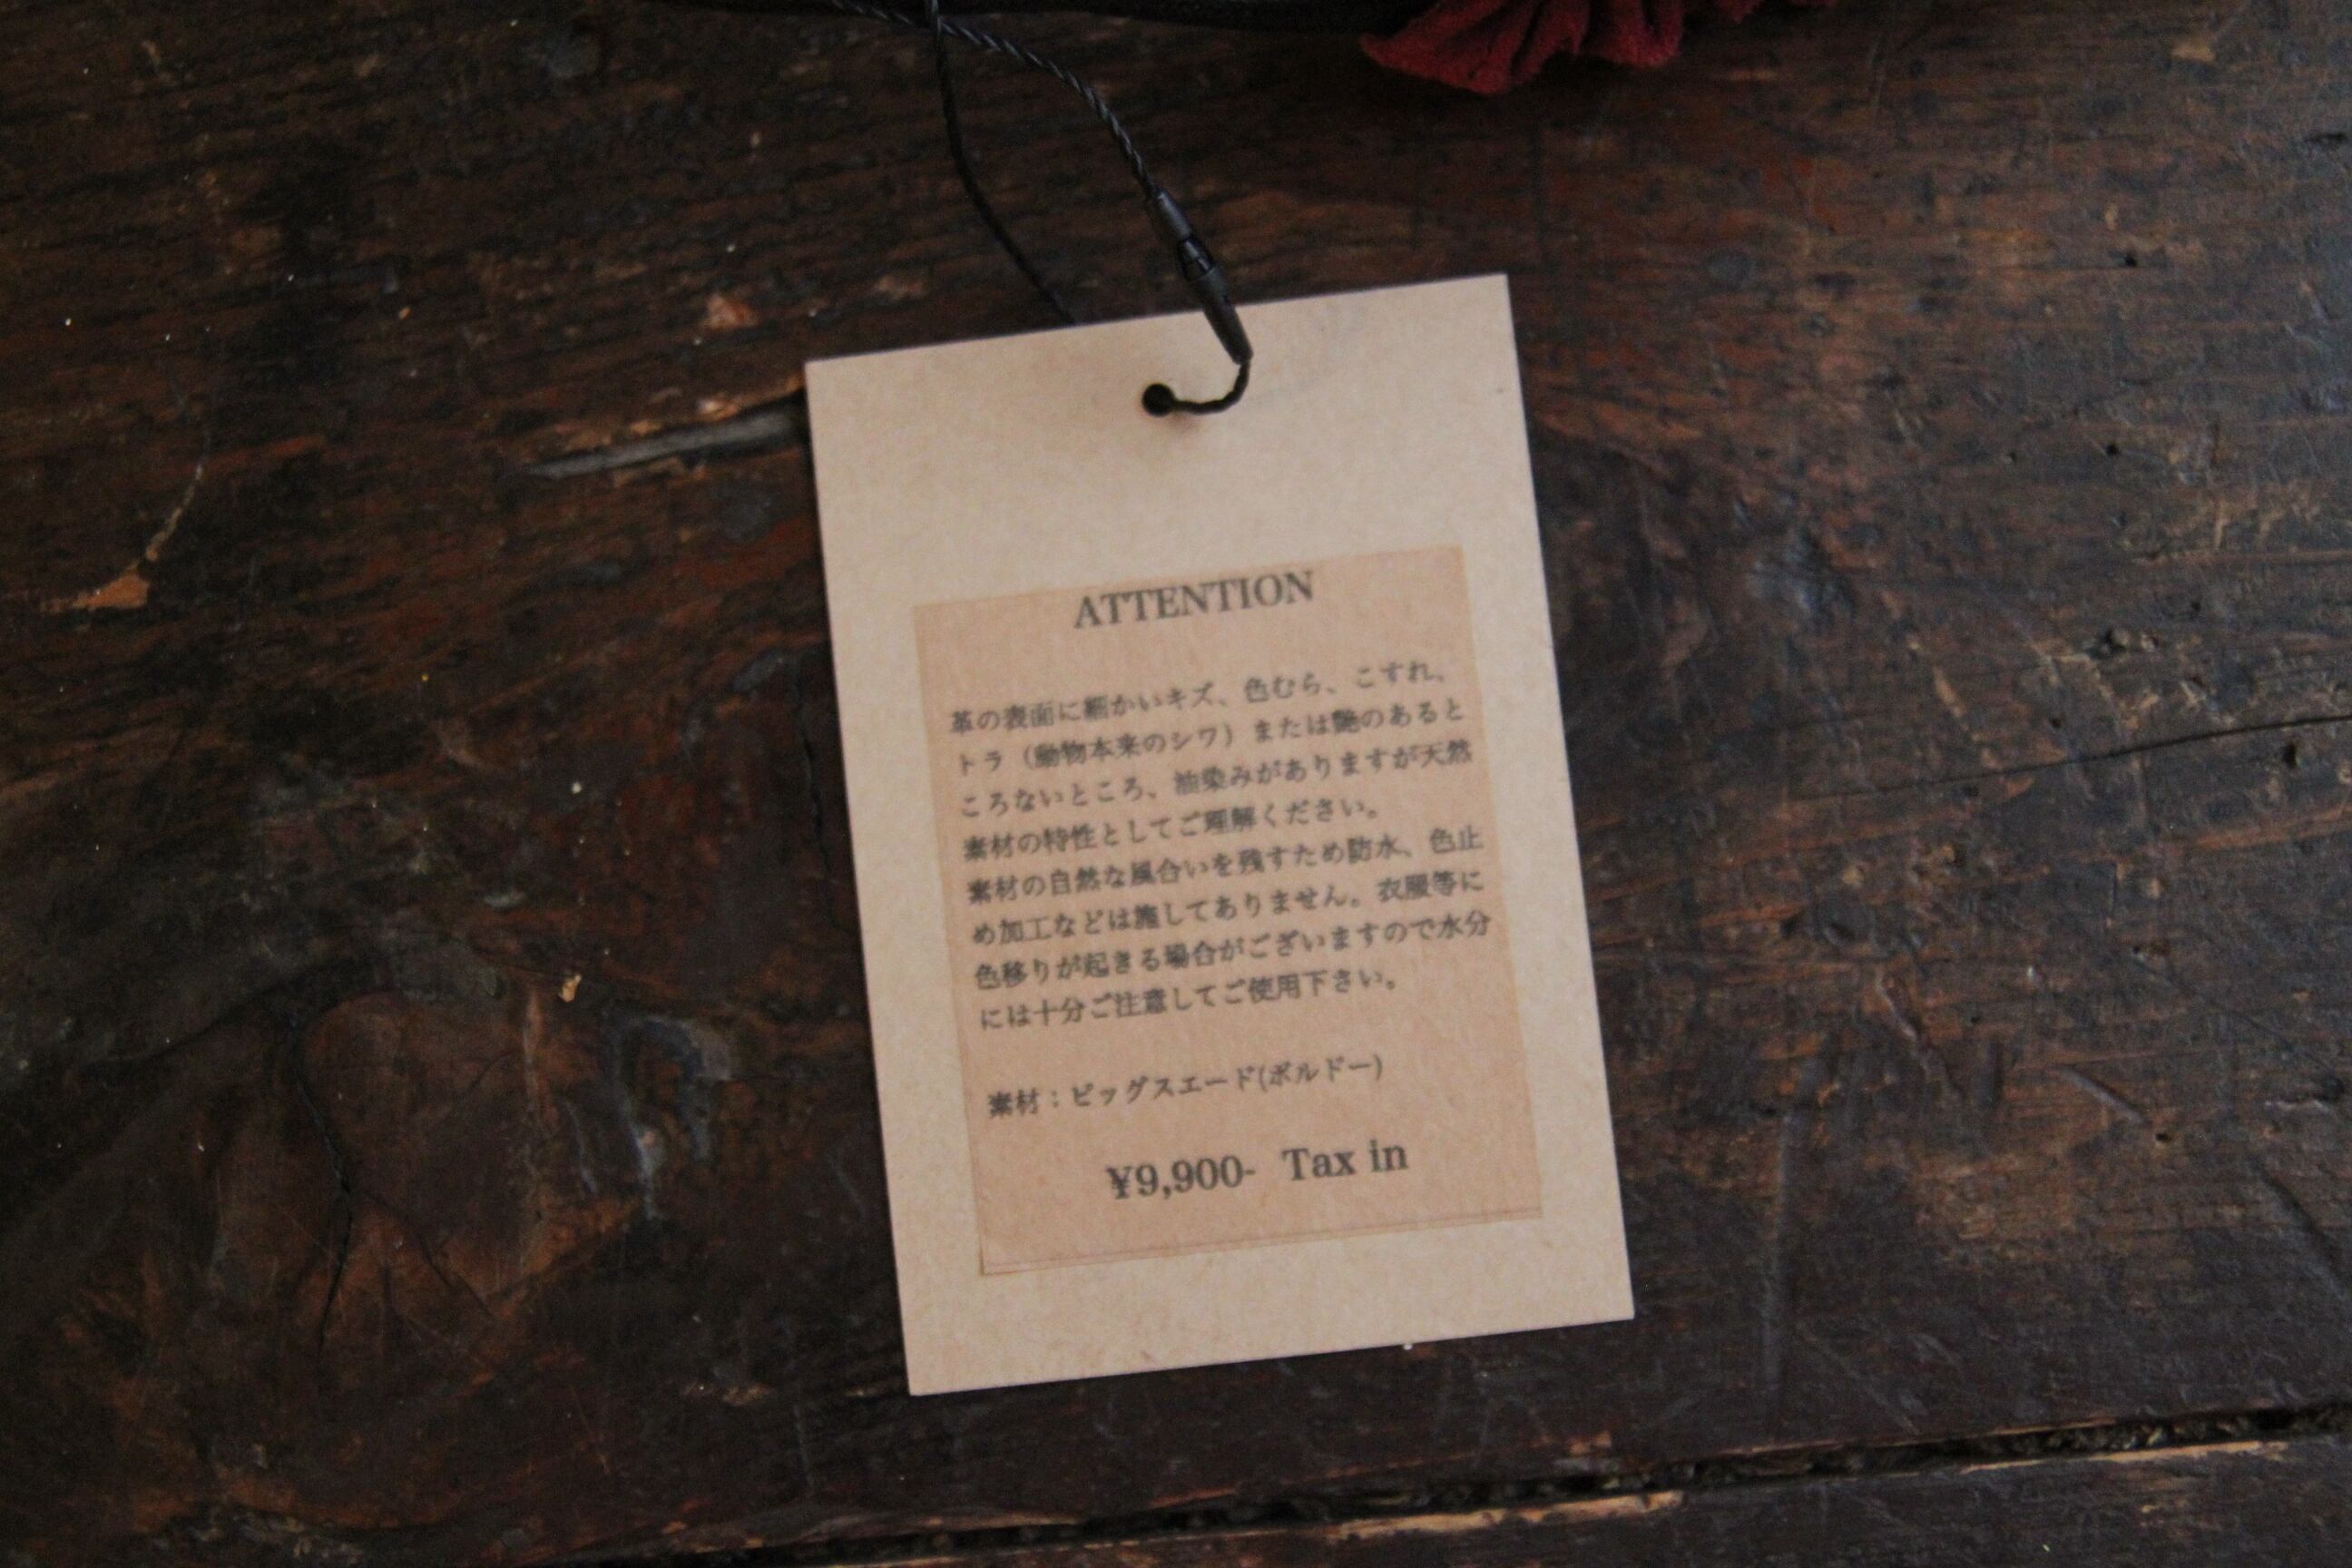 ATTENTION
革の表面に細かいキズ、色むら、こすれ、
トラ（動物本来のシワ）または艶のあると
ころないところ、油染みがありますが天然
素材の特性としてご理解ください。
素材の自然な風合いを残すため防水、色止
め加工などは施してありません。衣服等に
色移りが起きる場合がございますので水分
には十分ご注意してご使用下さい。
素材：ピッグスエード(ボルドー)
¥9,900- Tax in